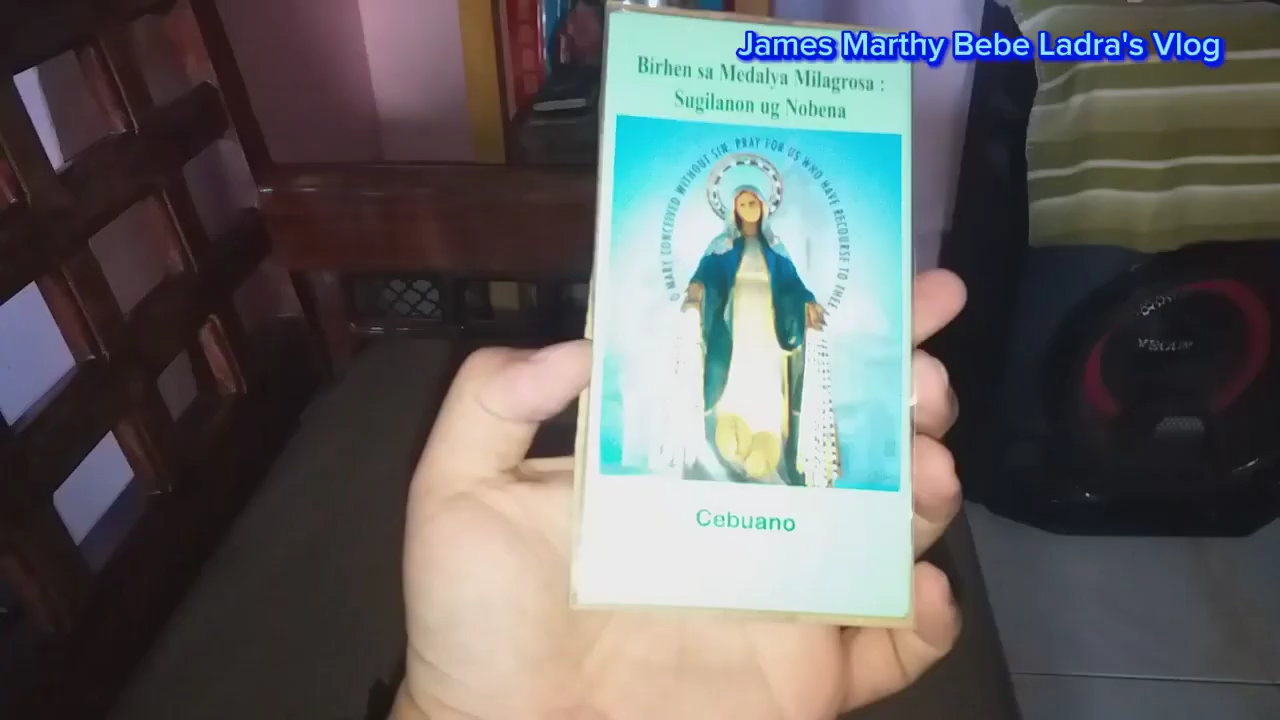 James Marthy Bebe Ladra's Vlog
Birhen sa Medalya Milagrosa :
Sugilanon ug Nobena
O MARY CONCEIVED WITHOUT SIN, PRAY FOR US WHO HAVE RECOURSE TO THEE
Cebuano